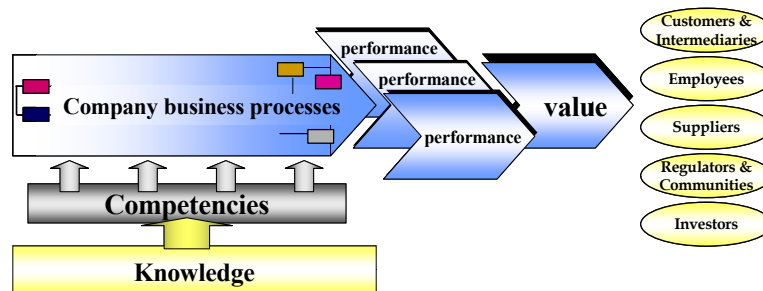 performance
performance
performance
Company business processes
value
Competencies
Knowledge
Customers &
Intermediaries
Employees
Suppliers
Regulators &
Communities
Investors